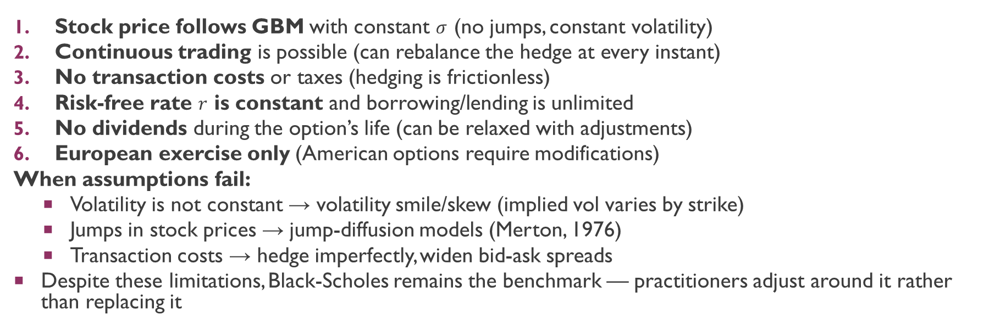 1. Stock price follows GBM with constant σ (no jumps, constant volatility)
2. Continuous trading is possible (can rebalance the hedge at every instant)
3. No transaction costs or taxes (hedging is frictionless)
4. Risk-free rate r is constant and borrowing/lending is unlimited
5. No dividends during the option’s life (can be relaxed with adjustments)
6. European exercise only (American options require modifications)
When assumptions fail:
▪ Volatility is not constant → volatility smile/skew (implied vol varies by strike)
▪ Jumps in stock prices → jump-diffusion models (Merton, 1976)
▪ Transaction costs → hedge imperfectly, widen bid-ask spreads
▪ Despite these limitations, Black-Scholes remains the benchmark — practitioners adjust around it rather
than replacing it